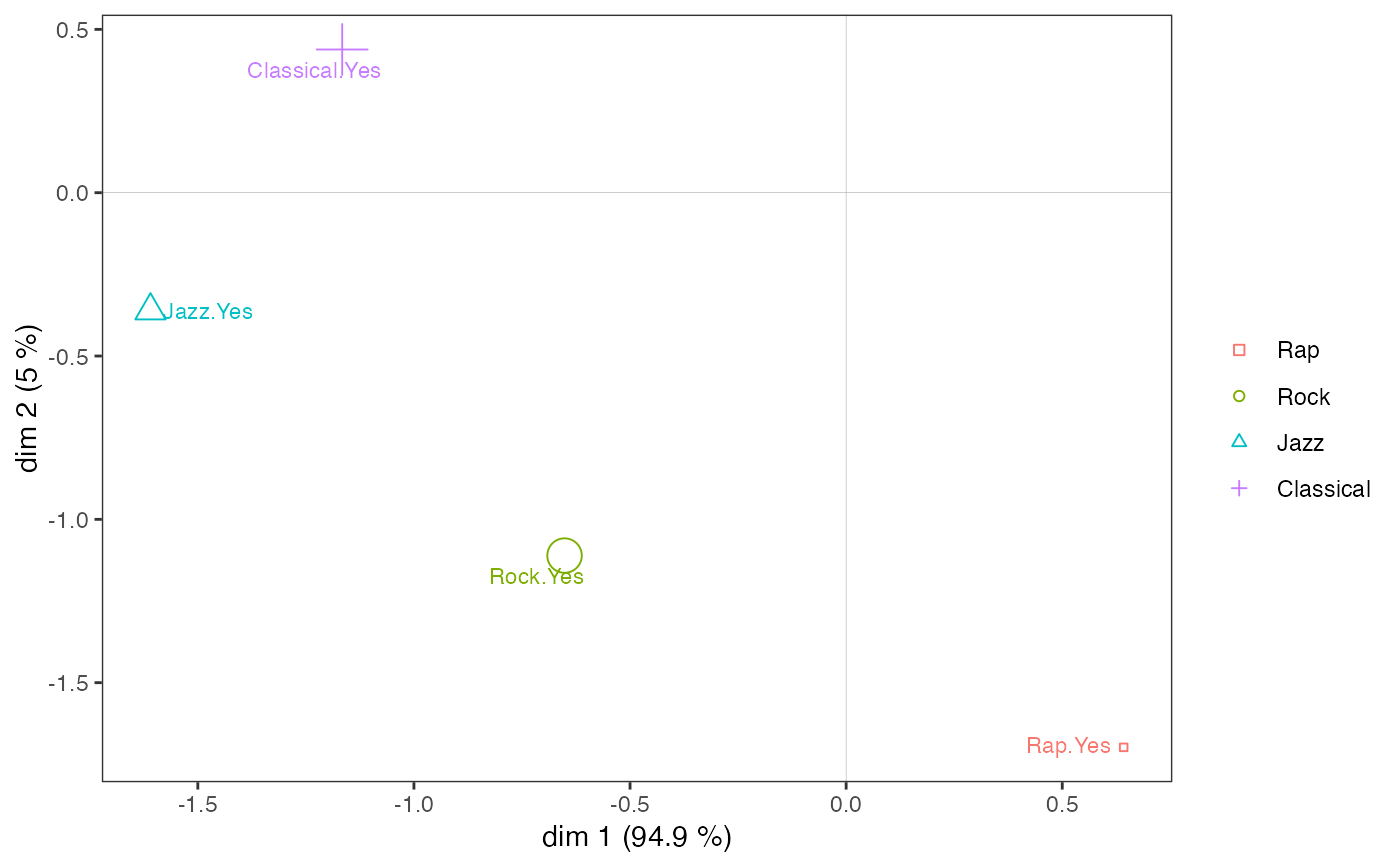 0.5
Classical.Yes
0.0
Jazz.Yes
-0.5
-1.0
Rock.Yes
-1.5
Rap.Yes
-1.5
-1.0
-0.5
0.0
0.5
dim 1 (94.9 %)
dim 2 (5 %)
Rap
Rock
Jazz
Classical